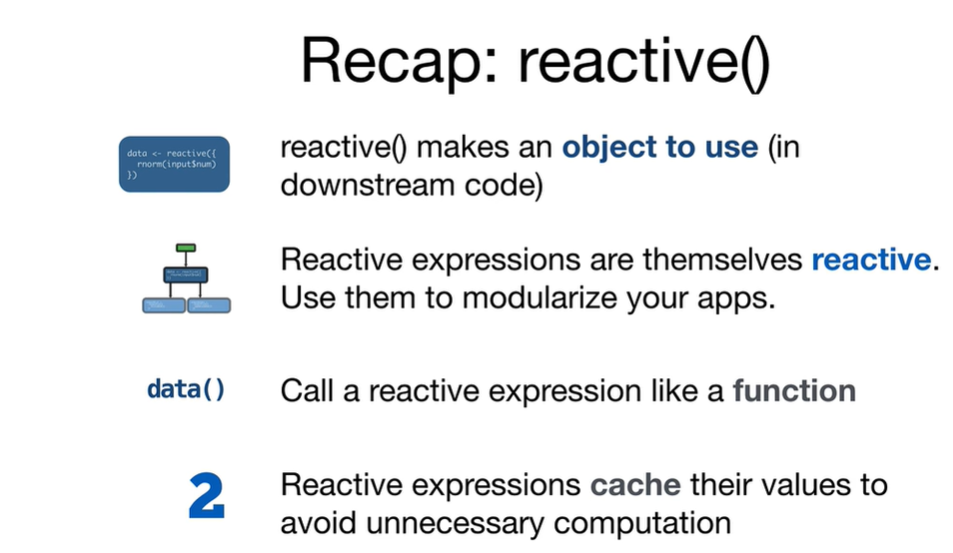 Recap: reactive()
data <- reactive({
rnorm(input$num)
})
reactive() makes an object to use (in
downstream code)
Reactive expressions are themselves reactive.
Use them to modularize your apps.
data()
Call a reactive expression like a function
2
Reactive expressions cache their values to
avoid unnecessary computation